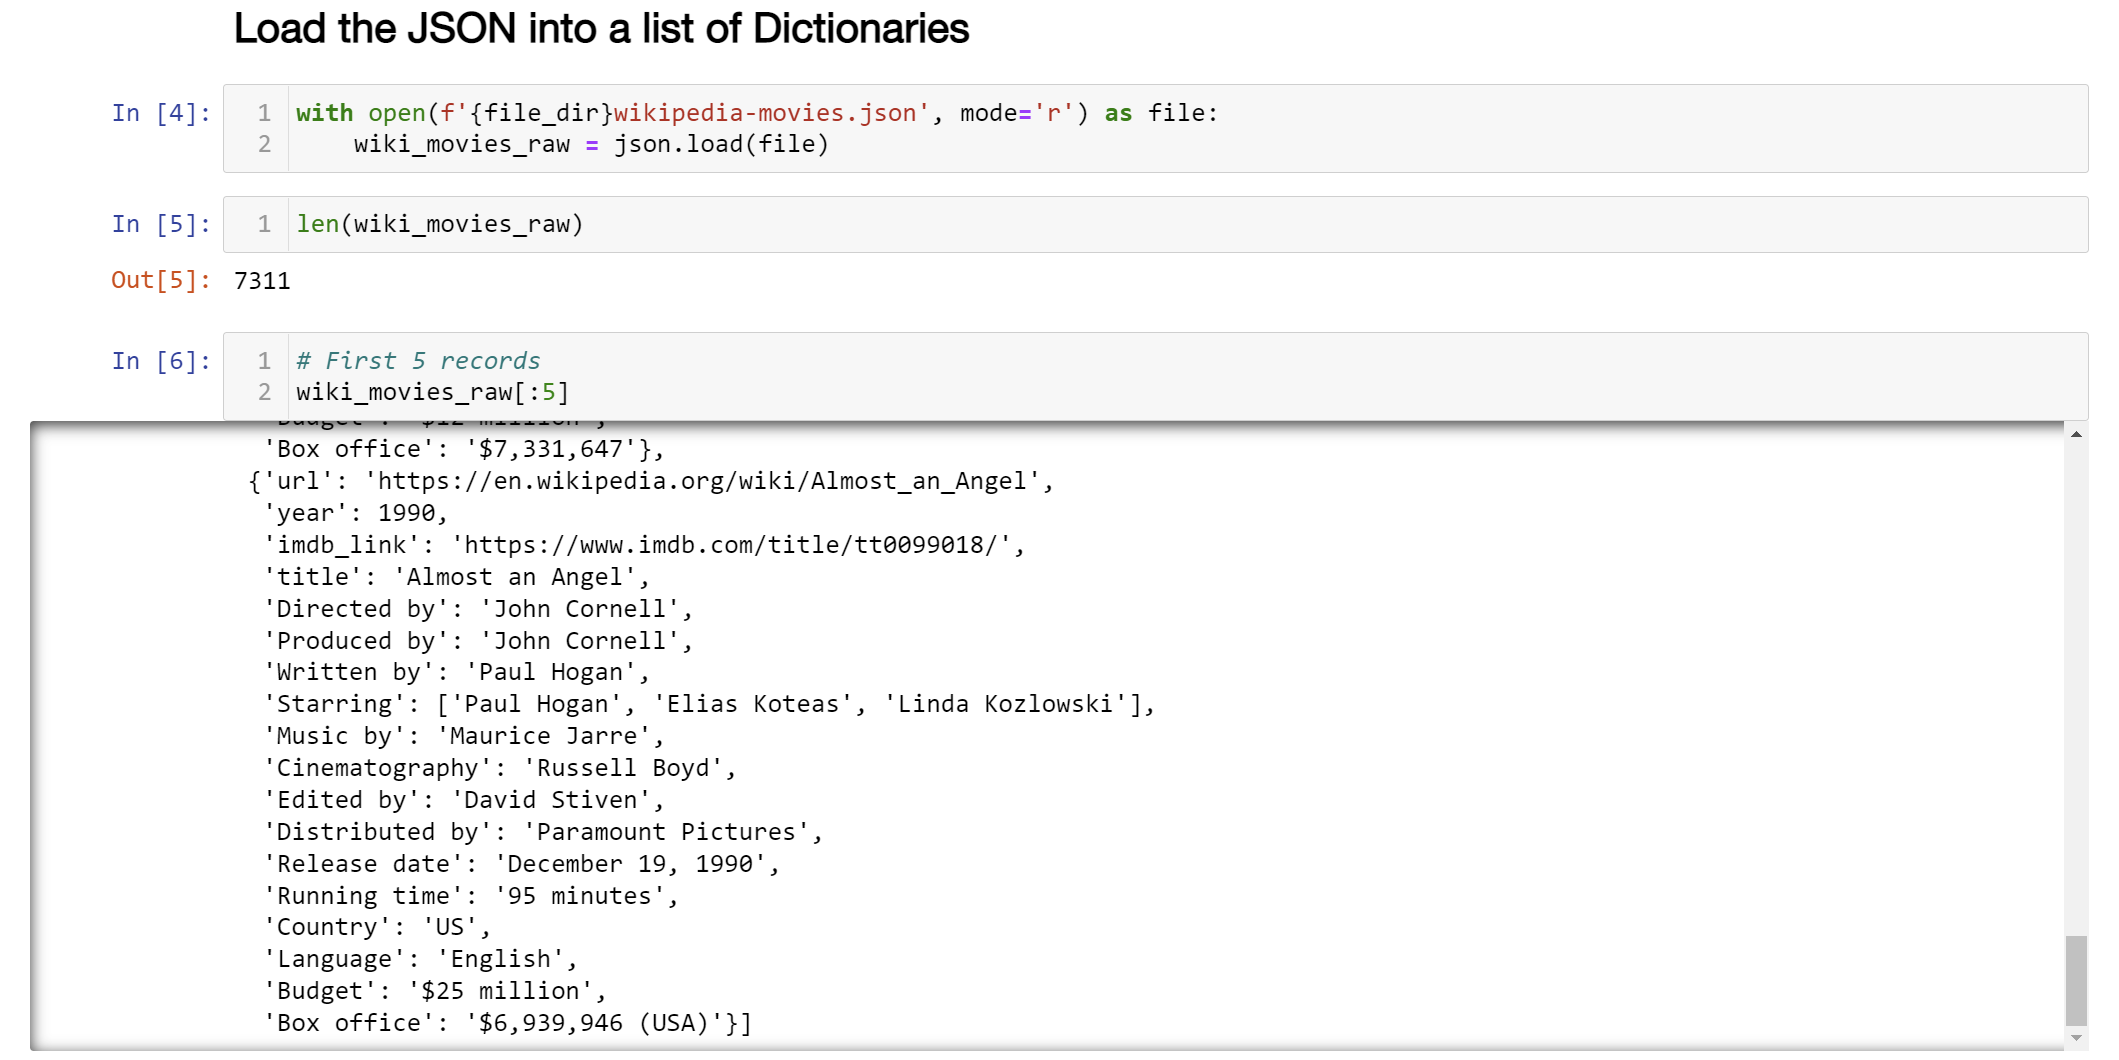 Load the JSON into a list of Dictionaries
In [4]:
1 with open(f'{file_dir}wikipedia-movies.json', mode='r') as file:
2     wiki_movies_raw = json.load(file)
In [5]:
1 len(wiki_movies_raw)
Out[5]: 7311
In [6]:
1 # First 5 records
2 wiki_movies_raw[:5]
'Budget': '$12 million',
'Box office': '$7,331,647'},
{'url': 'https://en.wikipedia.org/wiki/Almost_an_Angel',
'year': 1990,
'imdb_link': 'https://www.imdb.com/title/tt0099018/',
'title': 'Almost an Angel',
'Directed by': 'John Cornell',
'Produced by': 'John Cornell',
'Written by': 'Paul Hogan',
'Starring': ['Paul Hogan', 'Elias Koteas', 'Linda Kozlowski'],
'Music by': 'Maurice Jarre',
'Cinematography': 'Russell Boyd',
'Edited by': 'David Stiven',
'Distributed by': 'Paramount Pictures',
'Release date': 'December 19, 1990',
'Running time': '95 minutes',
'Country': 'US',
'Language': 'English',
'Budget': '$25 million',
'Box office': '$6,939,946 (USA)'}]